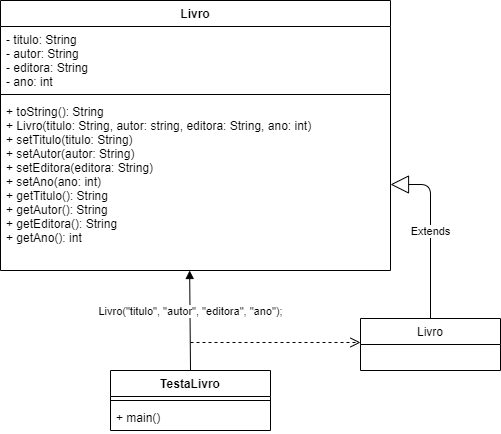 Livro
- titulo: String
- autor: String
- editora: String
- ano: int
+ toString(): String
+ Livro(titulo: String, autor: string, editora: String, ano: int)
+ setTitulo(titulo: String)
+ setAutor(autor: String)
+ setEditora(editora: String)
+ setAno(ano: int)
+ getTitulo(): String
+ getAutor(): String
+ getEditora(): String
+ getAno(): int
Extends
Livro("titulo", "autor", "editora", "ano");
Livro
TestaLivro
+ main()